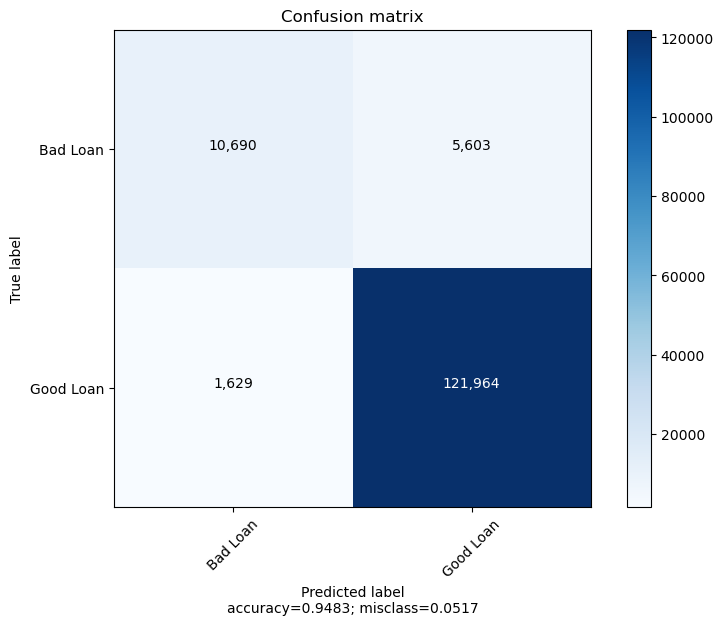 Confusion matrix
120000
Bad Loan
10,690
5,603
100000
80000
True label
60000
40000
Good Loan
1,629
121,964
20000
Bad Loan
Good Loan
Predicted label
accuracy=0.9483; misclass=0.0517